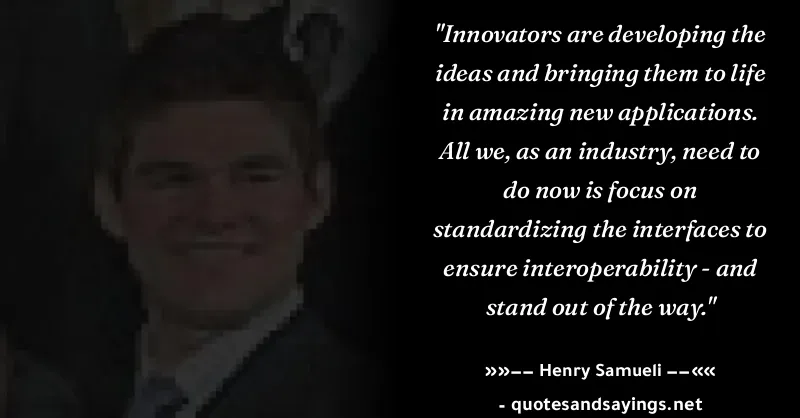 "Innovators are developing the
ideas and bringing them to life
in amazing new applications.
All we, as an industry, need to
do now is focus on
standardizing the interfaces to
ensure interoperability - and
stand out of the way."
»»−− Henry Samueli −−««
- quotesandsayings.net